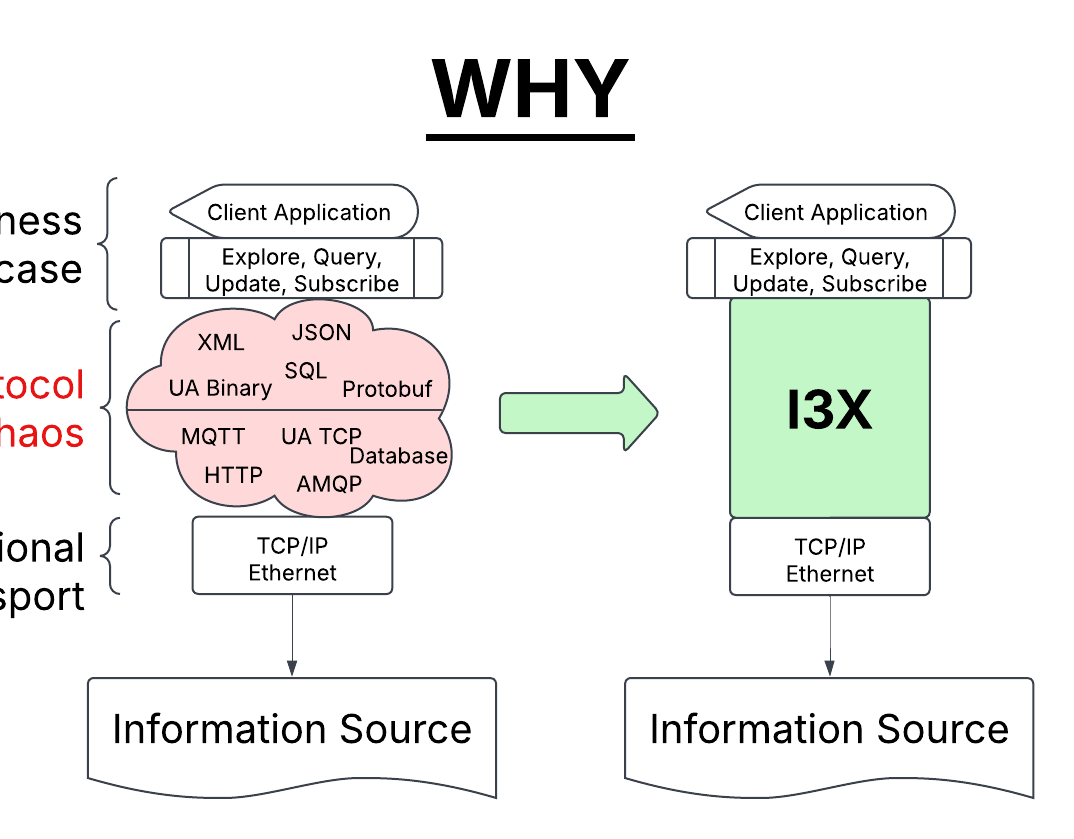 WHY
ness
case
Client Application
Explore, Query,
Update, Subscribe
tocol
haos
XML
JSON
SQL
UA Binary
Protobuf
MQTT
UA TCP
Database
HTTP
AMQP
ional
sport
TCP/IP
Ethernet
Information Source
Client Application
Explore, Query,
Update, Subscribe
I3X
TCP/IP
Ethernet
Information Source